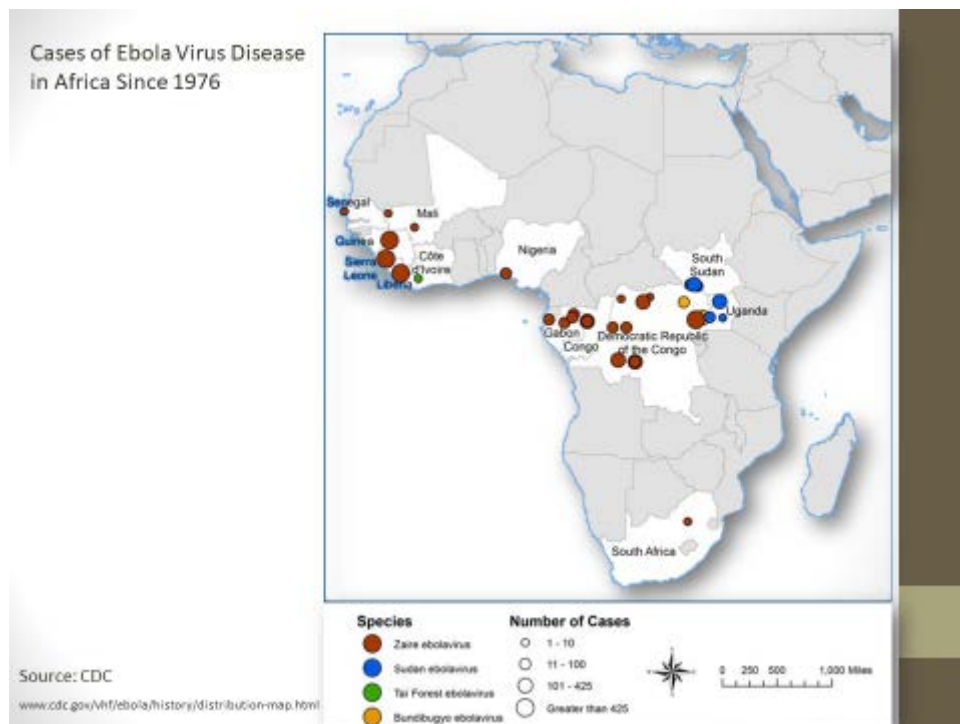 Cases of Ebola Virus Disease
in Africa Since 1976
Senegal
Mali
Guinea
Nigeria
Côte
d'Ivoire
Sierra
Leone
Liberia
South
Sudan
Uganda
Gabon
Democratic Republic
of the Congo
Congo
South Africa
Species
Zaire ebolavirus
Sudan ebolavirus
Tai Forest ebolavirus
Bundibugyo ebolavirus
Number of Cases
1 - 10
11 - 100
101 - 425
Greater than 425
0 250 500 1,000 Miles
Source: CDC
www.cdc.gov/vhf/ebola/history/distribution-map.html